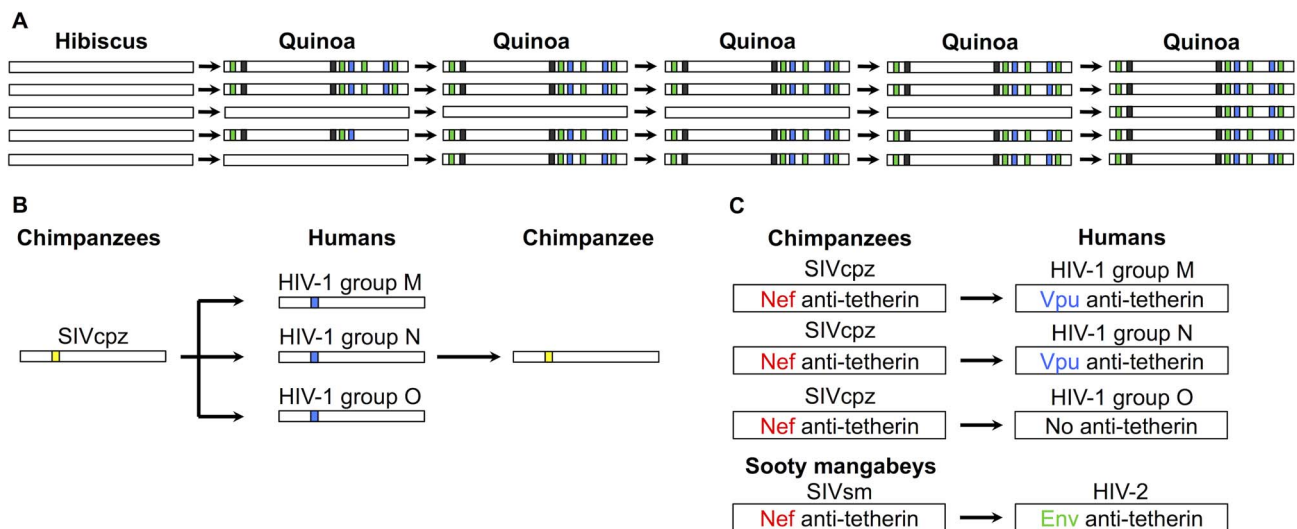 A
Hibiscus Quinoa Quinoa Quinoa Quinoa Quinoa
B
Chimpanzees Humans Chimpanzee
HIV-1 group M
SIVcpz HIV-1 group N
HIV-1 group O
C
Chimpanzees Humans
SIVcpz HIV-1 group M
Nef anti-tetherin Vpu anti-tetherin
SIVcpz HIV-1 group N
Nef anti-tetherin Vpu anti-tetherin
SIVcpz HIV-1 group O
Nef anti-tetherin No anti-tetherin
Sooty mangabeys
SIVsm HIV-2
Nef anti-tetherin Env anti-tetherin